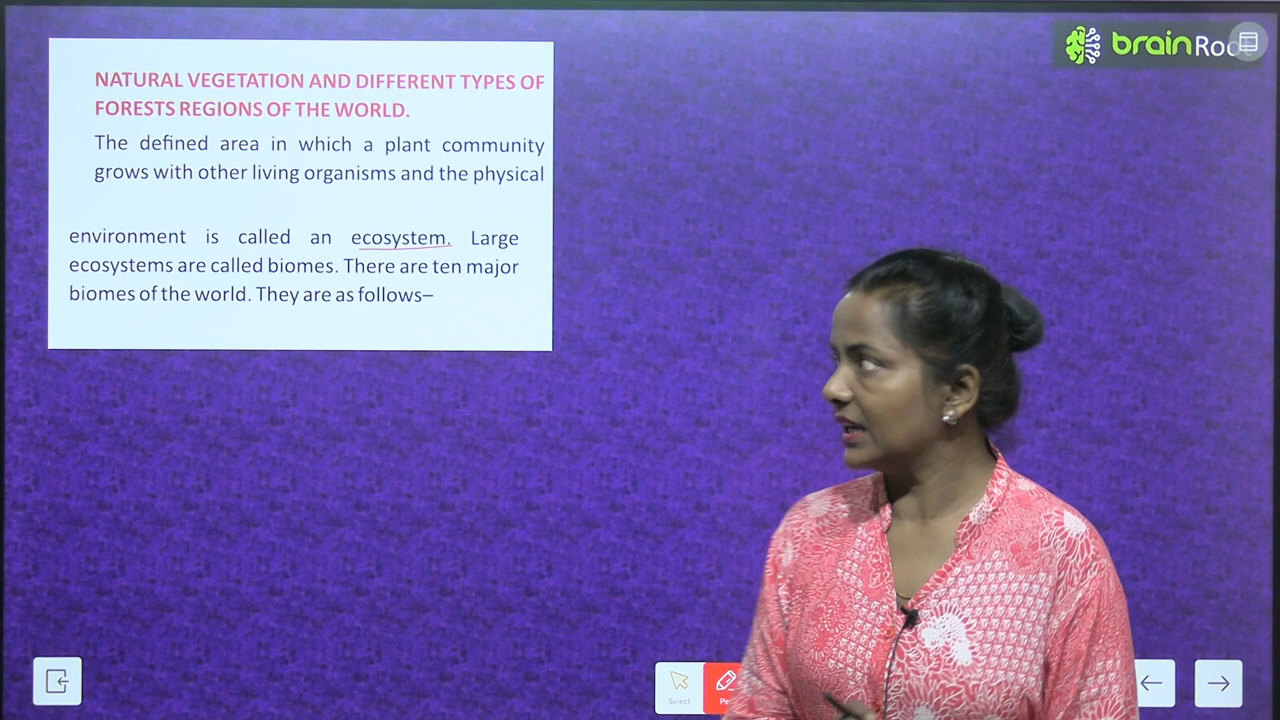 NATURAL VEGETATION AND DIFFERENT TYPES OF
FORESTS REGIONS OF THE WORLD.
The defined area in which a plant community
grows with other living organisms and the physical
environment is called an ecosystem. Large
ecosystems are called biomes. There are ten major
biomes of the world. They are as follows–
brain
Select